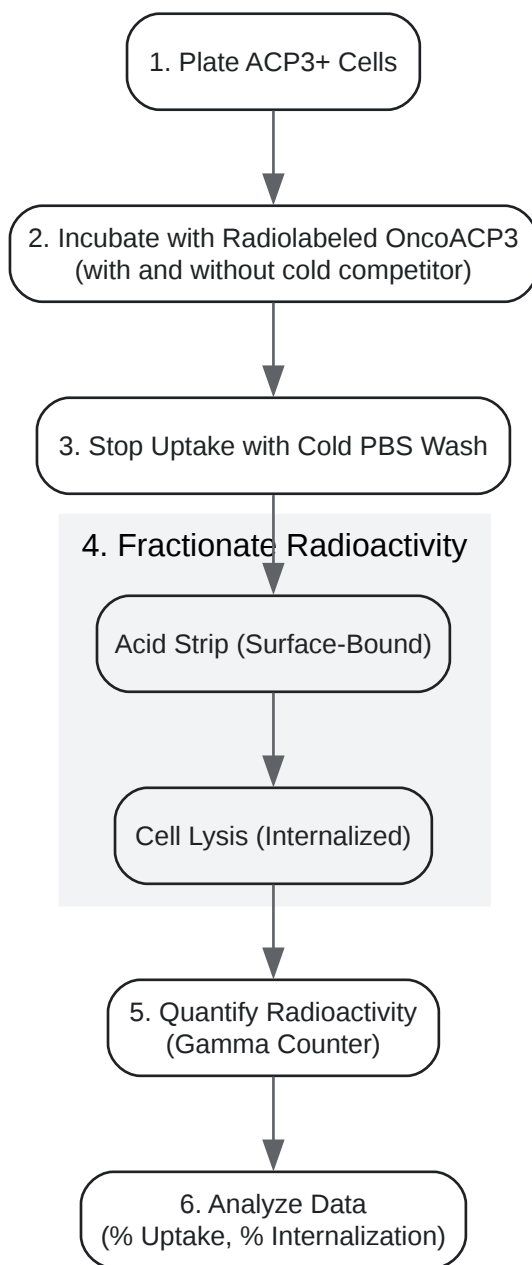 1. Plate ACP3+ Cells
2. Incubate with Radiolabeled OncoACP3
(with and without cold competitor)
3. Stop Uptake with Cold PBS Wash
4. Fractionate Radioactivity
Acid Strip (Surface-Bound)
Cell Lysis (Internalized)
5. Quantify Radioactivity
(Gamma Counter)
6. Analyze Data
(% Uptake, % Internalization)